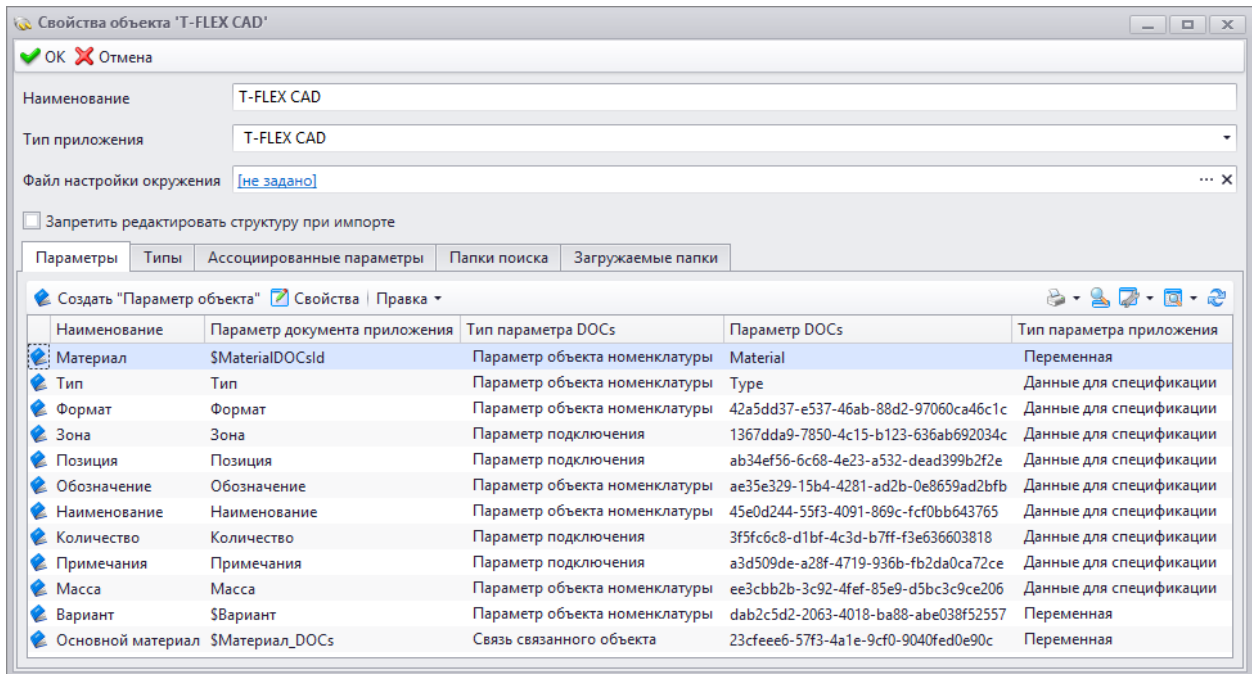 Свойства объекта 'T-FLEX CAD'
OK Отмена
Наименование T-FLEX CAD
Тип приложения T-FLEX CAD
Файл настройки окружения [не задано]
Запретить редактировать структуру при импорте
Параметры Типы Ассоциированные параметры Папки поиска Загружаемые папки
Создать "Параметр объекта" Свойства Правка
Наименование Параметр документа приложения Тип параметра DOCs Параметр DOCs Тип параметра приложения
Материал $MaterialDOCsId Параметр объекта номенклатуры Material Переменная
Тип Тип Параметр объекта номенклатуры Type Данные для спецификации
Формат Формат Параметр объекта номенклатуры 42a5dd37-e537-46ab-88d2-97060ca46c1c Данные для спецификации
Зона Зона Параметр подключения 1367dda9-7850-4c15-b123-636ab692034c Данные для спецификации
Позиция Позиция Параметр подключения ab34ef56-6c68-4e23-a532-dead399b2f2e Данные для спецификации
Обозначение Обозначение Параметр объекта номенклатуры ae35e329-15b4-4281-ad2b-0e8659ad2bfb Данные для спецификации
Наименование Наименование Параметр объекта номенклатуры 45e0d244-55f3-4091-869c-fcf0bb643765 Данные для спецификации
Количество Количество Параметр подключения 3f5fc6c8-d1bf-4c3d-b7ff-f3e636603818 Данные для спецификации
Примечания Примечания Параметр подключения a3d509de-a28f-4719-936b-fb2da0ca72ce Данные для спецификации
Масса Масса Параметр объекта номенклатуры ee3cbb2b-3c92-4fef-85e9-d5bc3c9ce206 Данные для спецификации
Вариант $Вариант Параметр объекта номенклатуры dab2c5d2-2063-4018-ba88-abe038f52557 Переменная
Основной материал $Материал_DOCs Связь связанного объекта 23cfeee6-57f3-4a1e-9cf0-9040fed0e90c Переменная